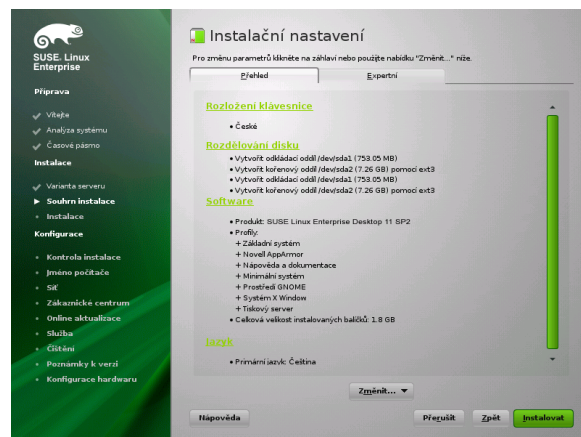 SUSE. Linux
Enterprise
Příprava
Vítejte
Analýza systému
Časové pásmo
Instalace
Varianta serveru
Souhrn instalace
Instalace
Konfigurace
Kontrola instalace
Jméno počítače
Síť
Zákaznické centrum
Online aktualizace
Služba
Čištění
Poznámky k verzi
Konfigurace hardwaru
Instalační nastavení
Pro změnu parametrů klikněte na záhlaví nebo použijte nabídku "Změnit..." níže.
Přehled
Expertní
Rozložení klávesnice
• České
Rozdělování disku
• Vytvořit odkládací oddíl /dev/sda1 (753.05 MB)
• Vytvořit kořenový oddíl /dev/sda2 (7.26 GB) pomocí ext3
• Vytvořit odkládací oddíl /dev/sda1 (753.05 MB)
• Vytvořit kořenový oddíl /dev/sda2 (7.26 GB) pomocí ext3
Software
• Produkt: SUSE Linux Enterprise Desktop 11 SP2
• Profily:
+ Základní systém
+ Novell AppArmor
+ Nápověda a dokumentace
+ Minimální systém
+ Prostředí GNOME
+ Systém X Window
+ Tiskový server
• Celková velikost instalovaných balíčků: 1.8 GB
Jazyk
• Primární jazyk: Čeština
Změnit...
Nápověda
Přerušit
Zpět
Instalovat